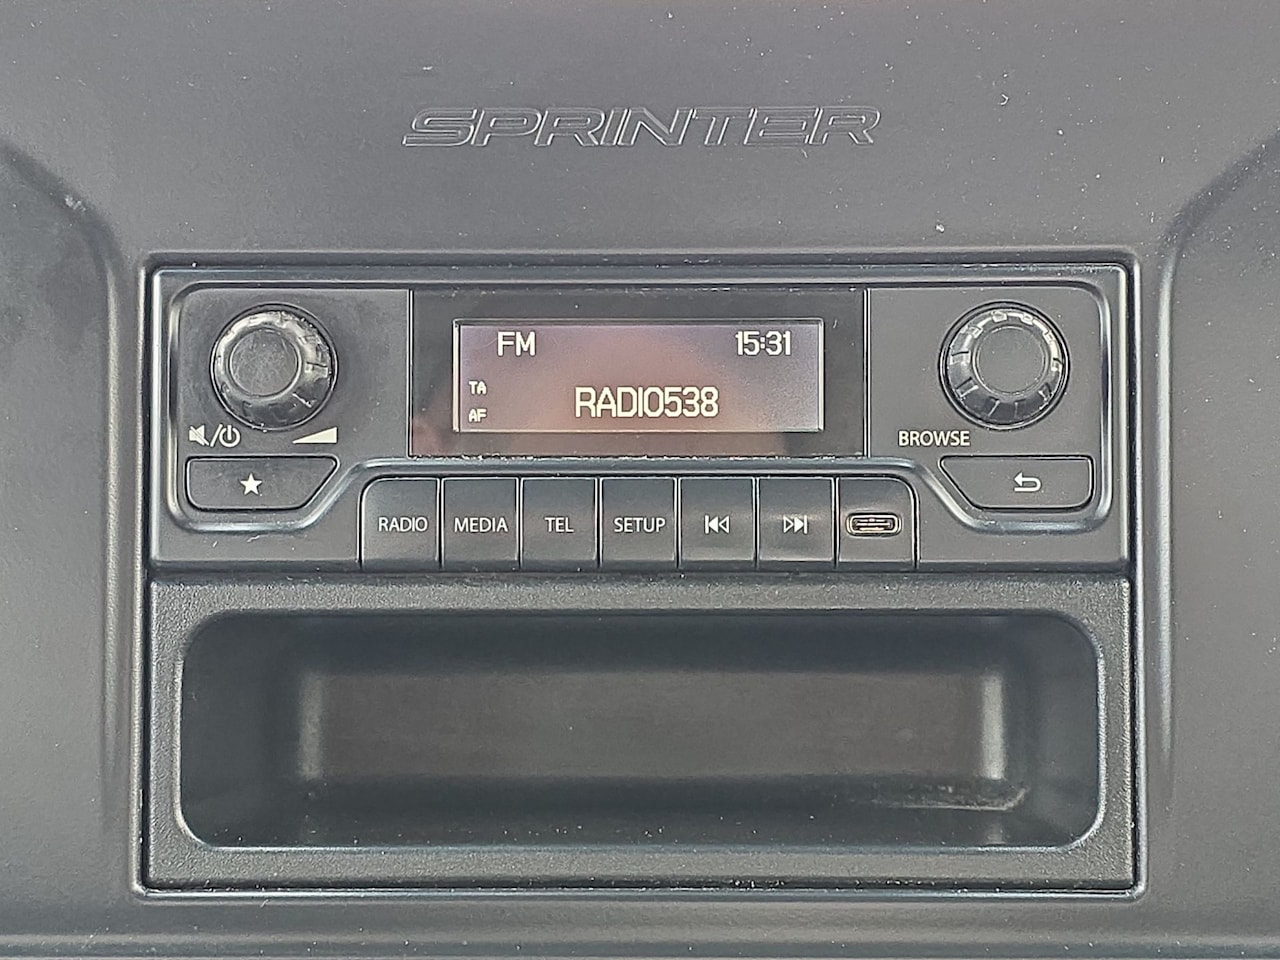 SPRINTER
FM 15:31
TA
RADIO538
AF
BROWSE
RADIO MEDIA TEL SETUP